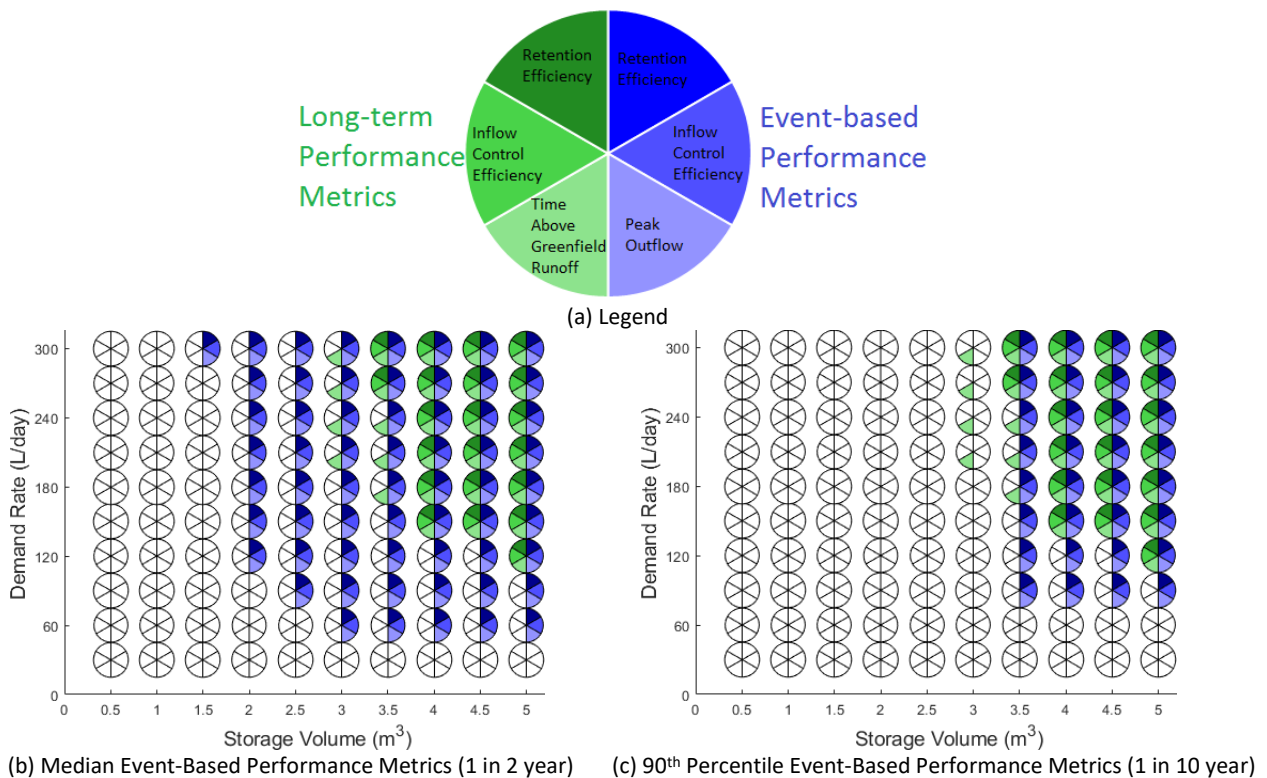 Retention
Efficiency
Retention
Efficiency
Long-term
Performance
Metrics
Inflow
Control
Efficiency
Inflow
Control
Efficiency
Event-based
Performance
Metrics
Time
Above
Greenfield
Runoff
Peak
Outflow
(a) Legend
Demand Rate (L/day)
300
240
180
120
60
0
0 0.5 1 1.5 2 2.5 3 3.5 4 4.5 5
Storage Volume (m³)
(b) Median Event-Based Performance Metrics (1 in 2 year)
Demand Rate (L/day)
300
240
180
120
60
0
0 0.5 1 1.5 2 2.5 3 3.5 4 4.5 5
Storage Volume (m³)
(c) 90th Percentile Event-Based Performance Metrics (1 in 10 year)